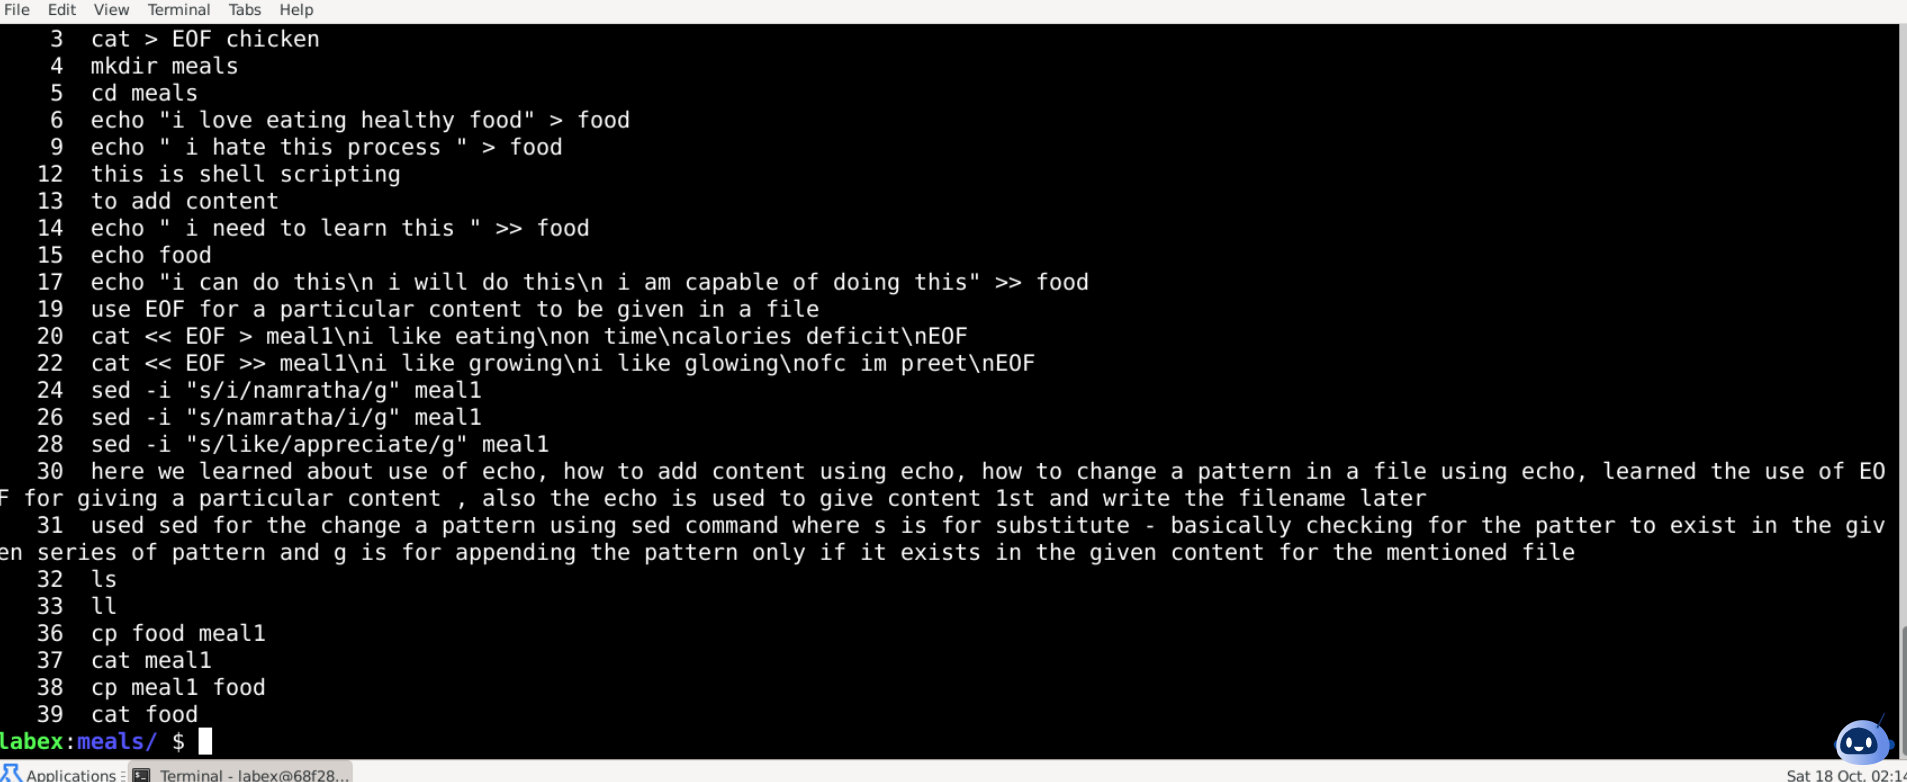 File Edit View Terminal Tabs Help
3 cat > EOF chicken
4 mkdir meals
5 cd meals
6 echo "i love eating healthy food" > food
9 echo " i hate this process " > food
12 this is shell scripting
13 to add content
14 echo " i need to learn this " >> food
15 echo food
17 echo "i can do this\n i will do this\n i am capable of doing this" >> food
19 use EOF for a particular content to be given in a file
20 cat << EOF > meal1\ni like eating\non time\ncalories deficit\nEOF
22 cat << EOF >> meal1\ni like growing\ni like glowing\nofc im preet\nEOF
24 sed -i "s/i/namratha/g" meal1
26 sed -i "s/namratha/i/g" meal1
28 sed -i "s/like/appreciate/g" meal1
30 here we learned about use of echo, how to add content using echo, how to change a pattern in a file using echo, learned the use of EO
F for giving a particular content , also the echo is used to give content 1st and write the filename later
31 used sed for the change a pattern using sed command where s is for substitute - basically checking for the patter to exist in the giv
en series of pattern and g is for appending the pattern only if it exists in the given content for the mentioned file
32 ls
33 ll
36 cp food meal1
37 cat meal1
38 cp meal1 food
39 cat food
labex:meals/ $
Applications Terminal - labex@68f28... Sat 18 Oct, 02:14